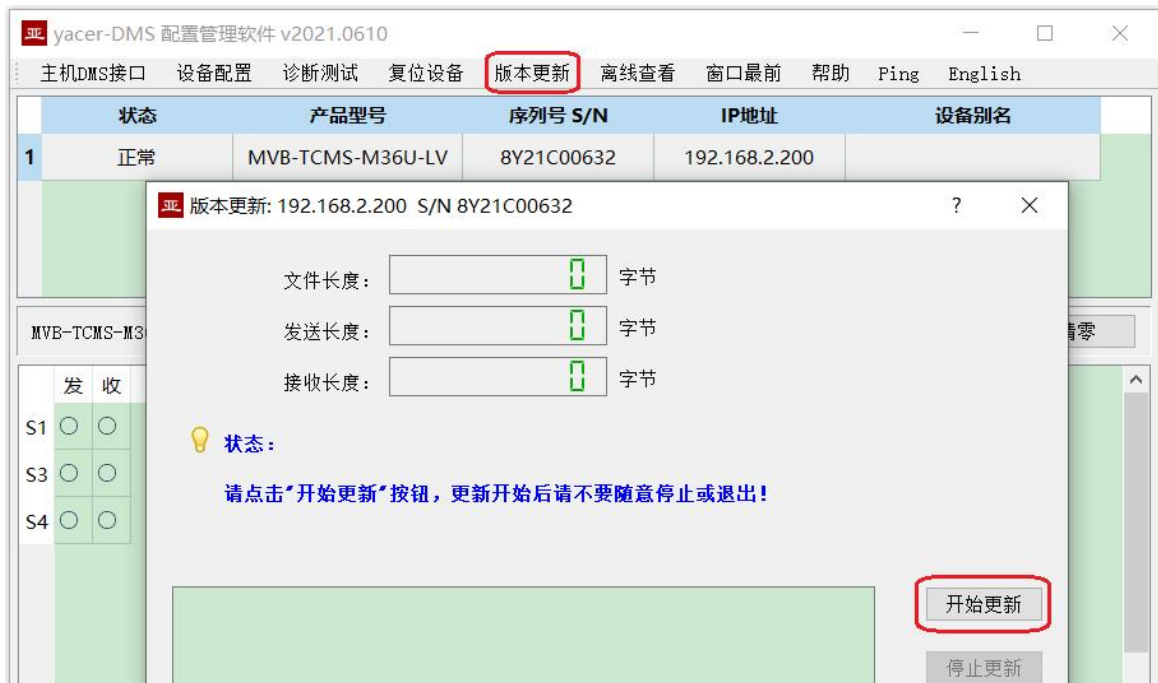 亚 yacer-DMS 配置管理软件 v2021.0610
主机DMS接口 设备配置 诊断测试 复位设备 版本更新 离线查看 窗口最前 帮助 Ping English
状态 产品型号 序列号 S/N IP地址 设备别名
1 正常 MVB-TCMS-M36U-LV 8Y21C00632 192.168.2.200
亚 版本更新: 192.168.2.200 S/N 8Y21C00632 ?
文件长度： 0 字节
MVB-TCMS-M3 发送长度： 0 字节 清零
接收长度： 0 字节
发 收
S1
状态：
S3
请点击"开始更新"按钮，更新开始后请不要随意停止或退出！
S4
开始更新
停止更新